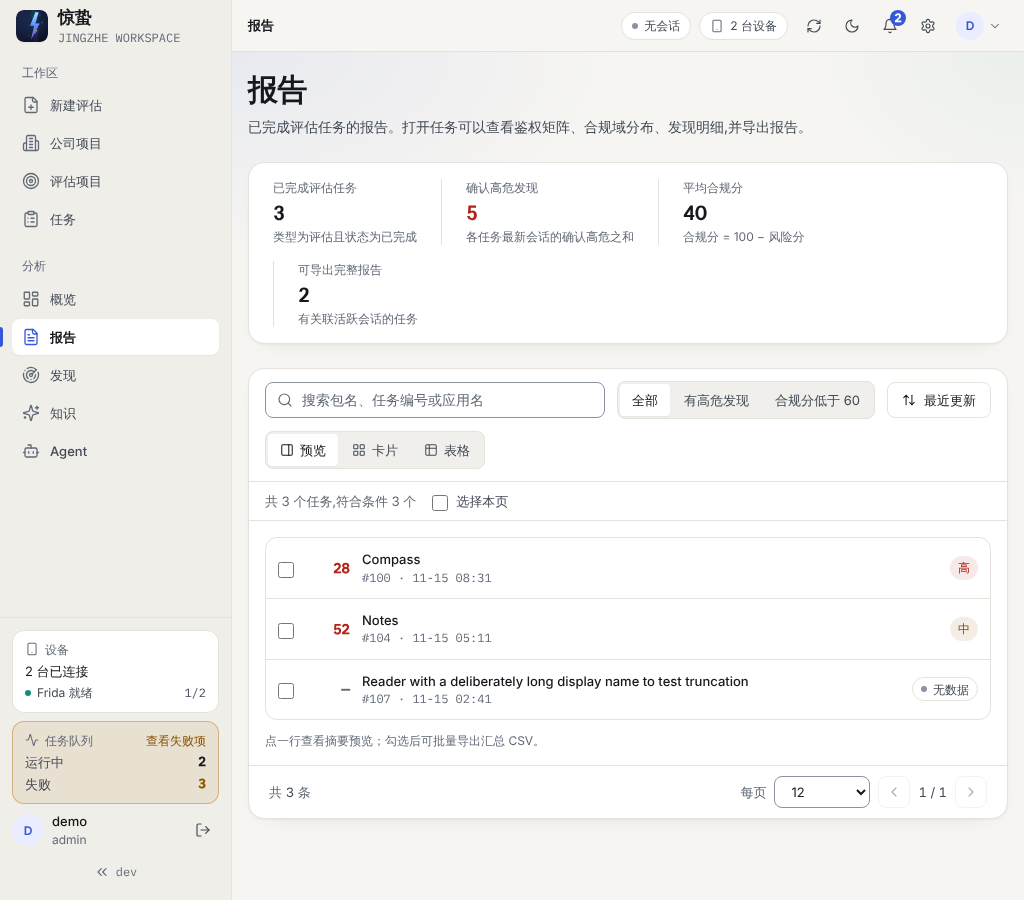 惊蛰
JINGZHE WORKSPACE
工作区
新建评估
公司项目
评估项目
任务
分析
概览
报告
发现
知识
Agent
设备
2 台已连接
Frida 就绪 1/2
任务队列 查看失败项
运行中 2
失败 3
D
demo
admin
dev
报告
无会话
2 台设备
2
D
报告
已完成评估任务的报告。打开任务可以查看鉴权矩阵、合规域分布、发现明细,并导出报告。
已完成评估任务
3
类型为评估且状态为已完成
确认高危发现
5
各任务最新会话的确认高危之和
平均合规分
40
合规分 = 100 − 风险分
可导出完整报告
2
有关联活跃会话的任务
搜索包名、任务编号或应用名
全部 有高危发现 合规分低于 60
最近更新
预览 卡片 表格
共 3 个任务,符合条件 3 个 选择本页
28 Compass 高
#100 · 11-15 08:31
52 Notes 中
#104 · 11-15 05:11
— Reader with a deliberately long display name to test truncation 无数据
#107 · 11-15 02:41
点一行查看摘要预览；勾选后可批量导出汇总 CSV。
共 3 条 每页 12 1 / 1